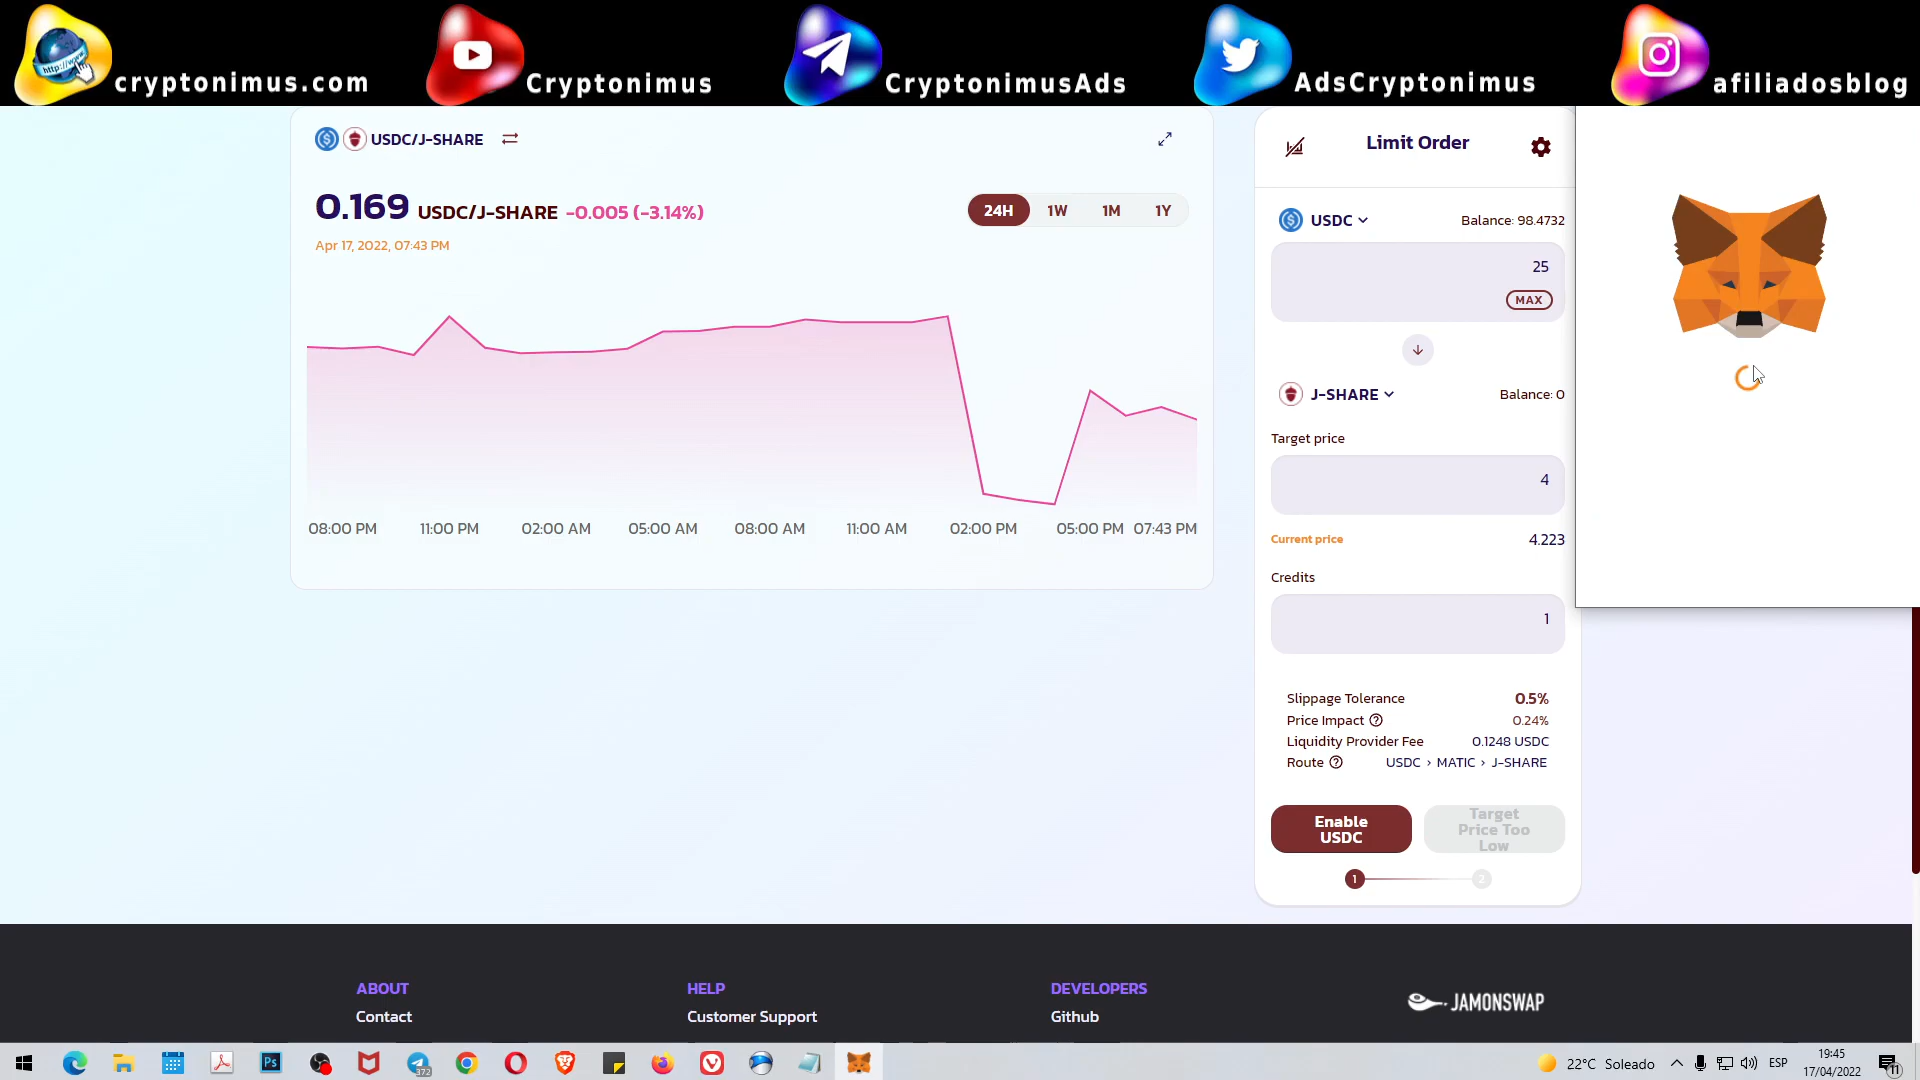 cryptonimus.com
Cryptonimus
CryptonimusAds
AdsCryptonimus
afiliadosblog
http://www
USDC/J-SHARE
0.169 USDC/J-SHARE -0.005 (-3.14%)
Apr 17, 2022, 07:43 PM
24H 1W 1M 1Y
08:00 PM 11:00 PM 02:00 AM 05:00 AM 08:00 AM 11:00 AM 02:00 PM 05:00 PM 07:43 PM
Limit Order
USDC Balance: 98.4732
25
MAX
J-SHARE Balance: 0
Target price
4
Current price 4.223
Credits
1
Slippage Tolerance 0.5%
Price Impact 0.24%
Liquidity Provider Fee 0.1248 USDC
Route USDC › MATIC › J-SHARE
Enable
USDC
Target
Price Too
Low
1 2
ABOUT
Contact
HELP
Customer Support
DEVELOPERS
Github
JAMONSWAP
Ps
372
22°C Soleado
ESP
19:45
17/04/2022
11